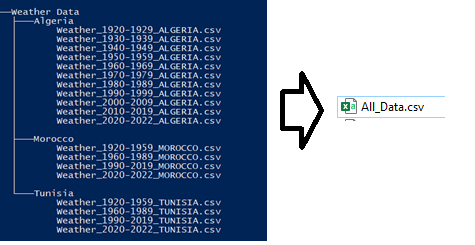 Weather Data
Algeria
Weather_1920-1929_ALGERIA.csv
Weather_1930-1939_ALGERIA.csv
Weather_1940-1949_ALGERIA.csv
Weather_1950-1959_ALGERIA.csv
Weather_1960-1969_ALGERIA.csv
Weather_1970-1979_ALGERIA.csv
Weather_1980-1989_ALGERIA.csv
Weather_1990-1999_ALGERIA.csv
Weather_2000-2009_ALGERIA.csv
Weather_2010-2019_ALGERIA.csv
Weather_2020-2022_ALGERIA.csv
Morocco
Weather_1920-1959_MOROCCO.csv
Weather_1960-1989_MOROCCO.csv
Weather_1990-2019_MOROCCO.csv
Weather_2020-2022_MOROCCO.csv
Tunisia
Weather_1920-1959_TUNISIA.csv
Weather_1960-1989_TUNISIA.csv
Weather_1990-2019_TUNISIA.csv
Weather_2020-2022_TUNISIA.csv
All_Data.csv